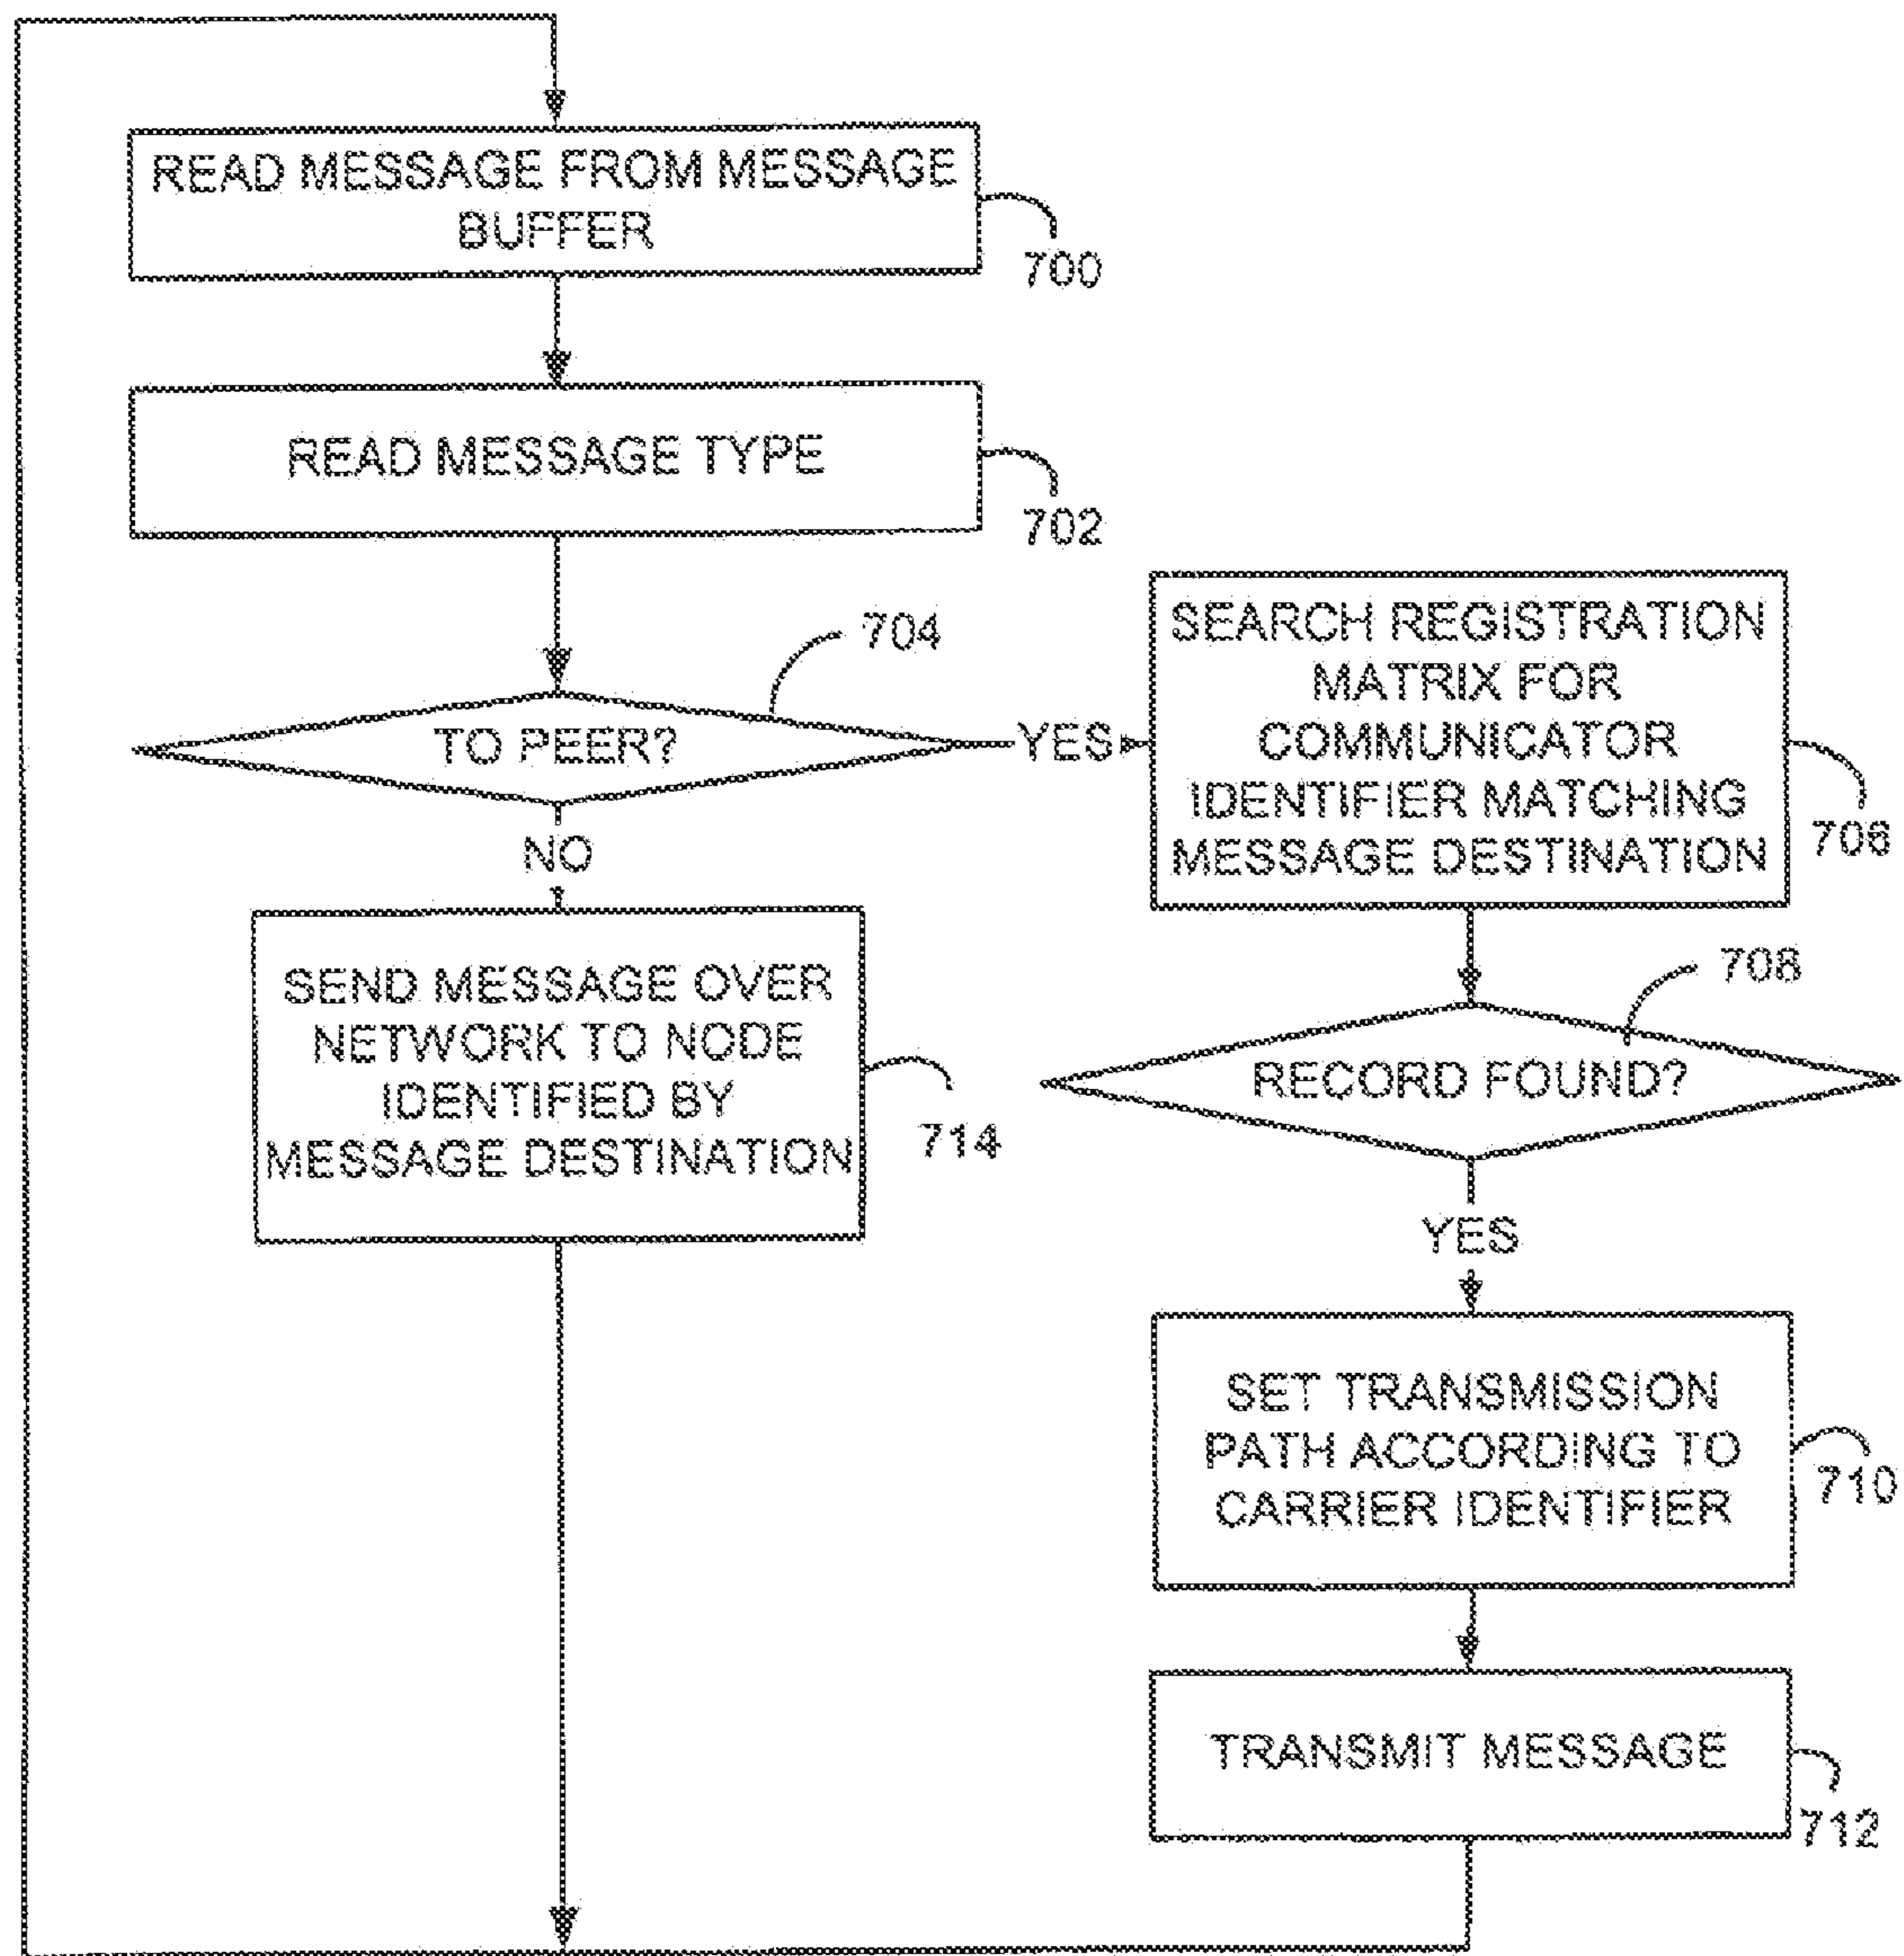 READ MESSAGE FROM MESSAGE
BUFFER
700
READ MESSAGE TYPE
702
704
TO PEER?
YES
NO
SEARCH REGISTRATION
MATRIX FOR
COMMUNICATOR
IDENTIFIER MATCHING
MESSAGE DESTINATION
706
SEND MESSAGE OVER
NETWORK TO NODE
IDENTIFIED BY
MESSAGE DESTINATION
714
708
RECORD FOUND?
YES
SET TRANSMISSION
PATH ACCORDING TO
CARRIER IDENTIFIER
710
TRANSMIT MESSAGE
712